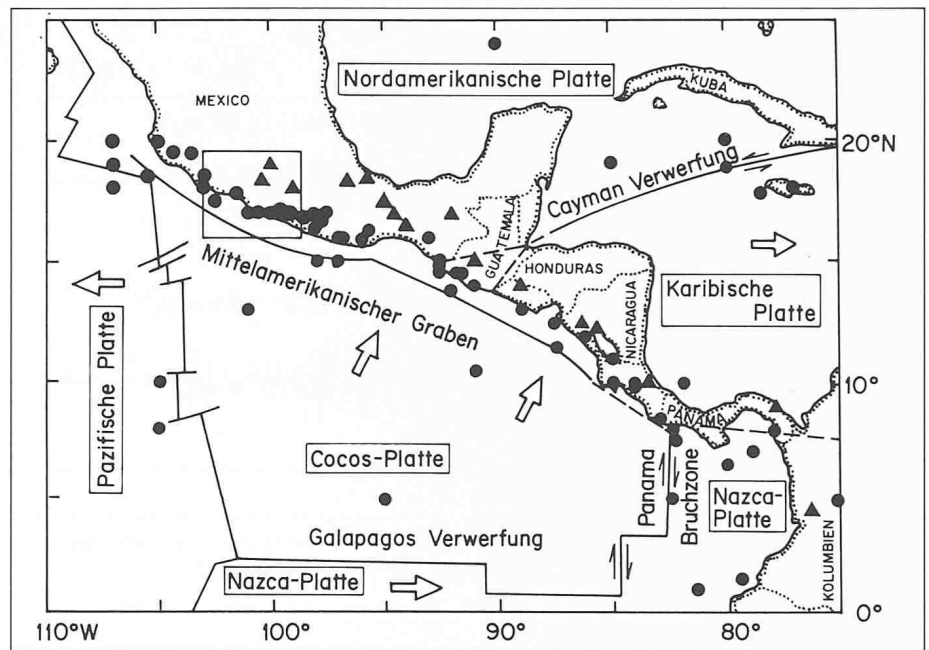 Nordamerikanische Platte
MEXICO
KUBA
20°N
Cayman Verwerfung
GUATEMALA
HONDURAS
Mittelamerikanischer Graben
NICARAGUA
Karibische
Platte
Pazifische Platte
10°
PANAMA
Cocos-Platte
Panama
Bruchzone
Nazca-
Platte
Galapagos Verwerfung
KOLUMBIEN
Nazca-Platte
0°
110°W
100°
90°
80°